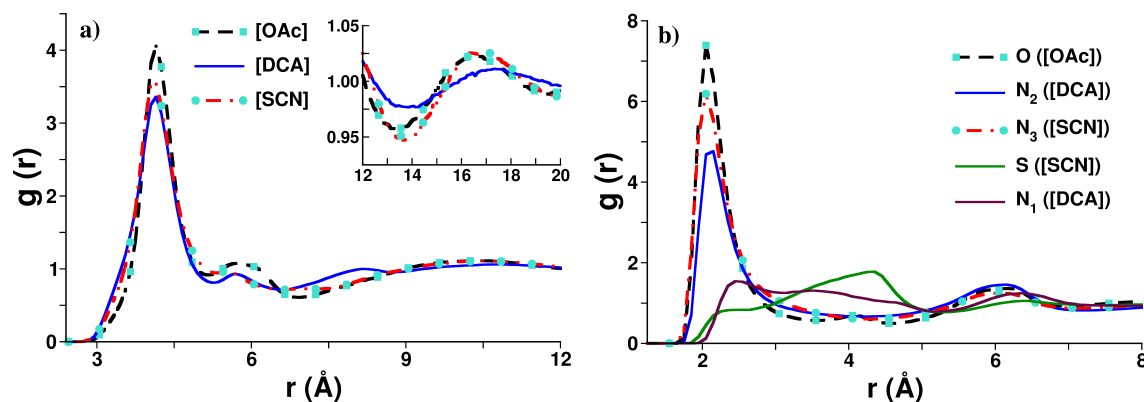 a)
[OAc]
[DCA]
[SCN]
g (r)
4
3
2
1
0
3
6
9
12
r (Å)
1.05
1.00
0.95
12
14
16
18
20
b)
O ([OAc])
N2 ([DCA])
N3 ([SCN])
S ([SCN])
N1 ([DCA])
g (r)
8
6
4
2
0
2
4
6
8
r (Å)